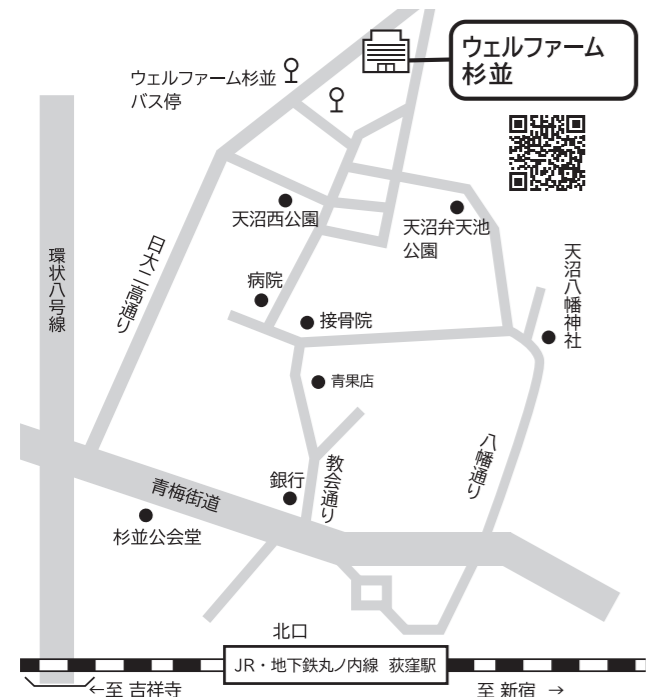 ウェルファーム
杉並
ウェルファーム杉並
バス停
天沼西公園
天沼弁天池
公園
日大二高通り
環状八号線
天沼八幡神社
病院
接骨院
青果店
八幡通り
教会通り
銀行
青梅街道
杉並公会堂
北口
JR・地下鉄丸ノ内線 荻窪駅
←至 吉祥寺
至 新宿 →